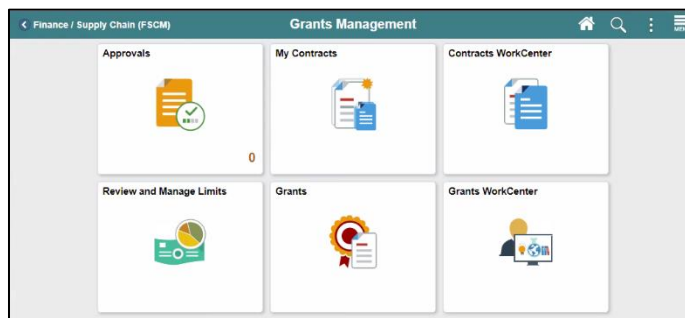 Finance / Supply Chain (FSCM)
Grants Management
Approvals
My Contracts
Contracts WorkCenter
0
Review and Manage Limits
Grants
Grants WorkCenter